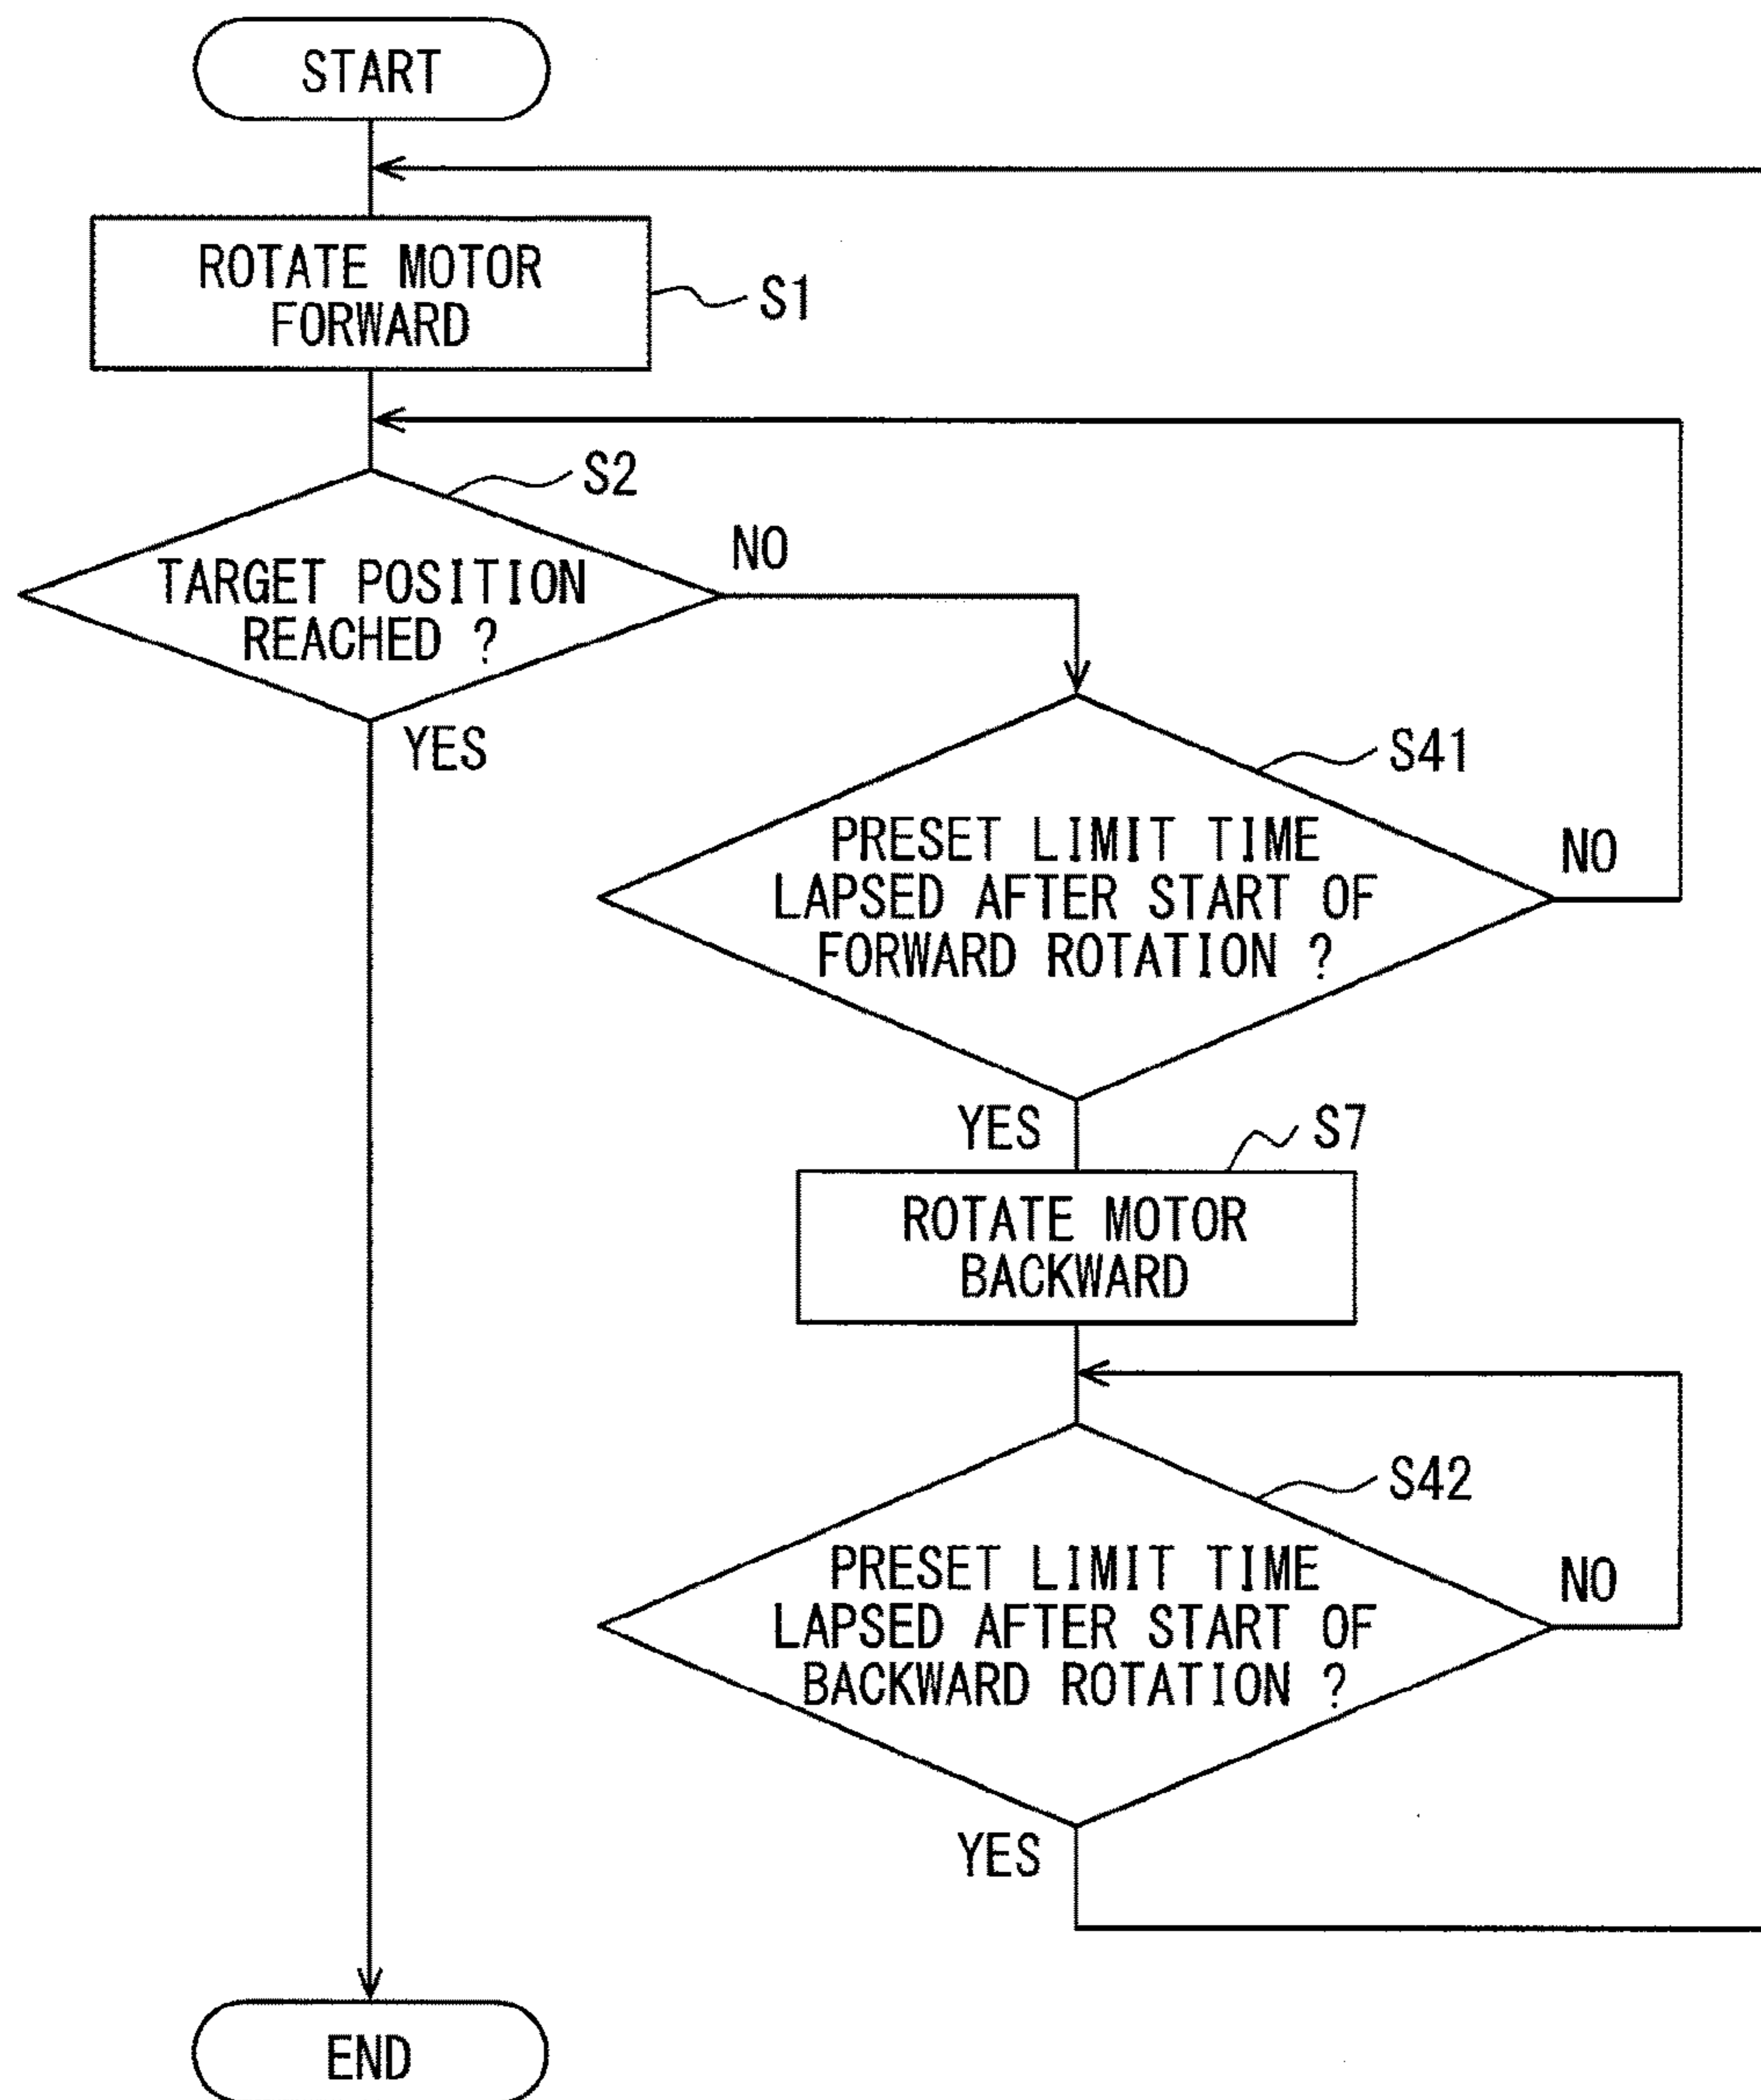 START
ROTATE MOTOR
FORWARD
S1
S2
TARGET POSITION
REACHED ?
NO
YES
S41
PRESET LIMIT TIME
LAPSED AFTER START OF
FORWARD ROTATION ?
NO
YES
S7
ROTATE MOTOR
BACKWARD
S42
PRESET LIMIT TIME
LAPSED AFTER START OF
BACKWARD ROTATION ?
NO
YES
END